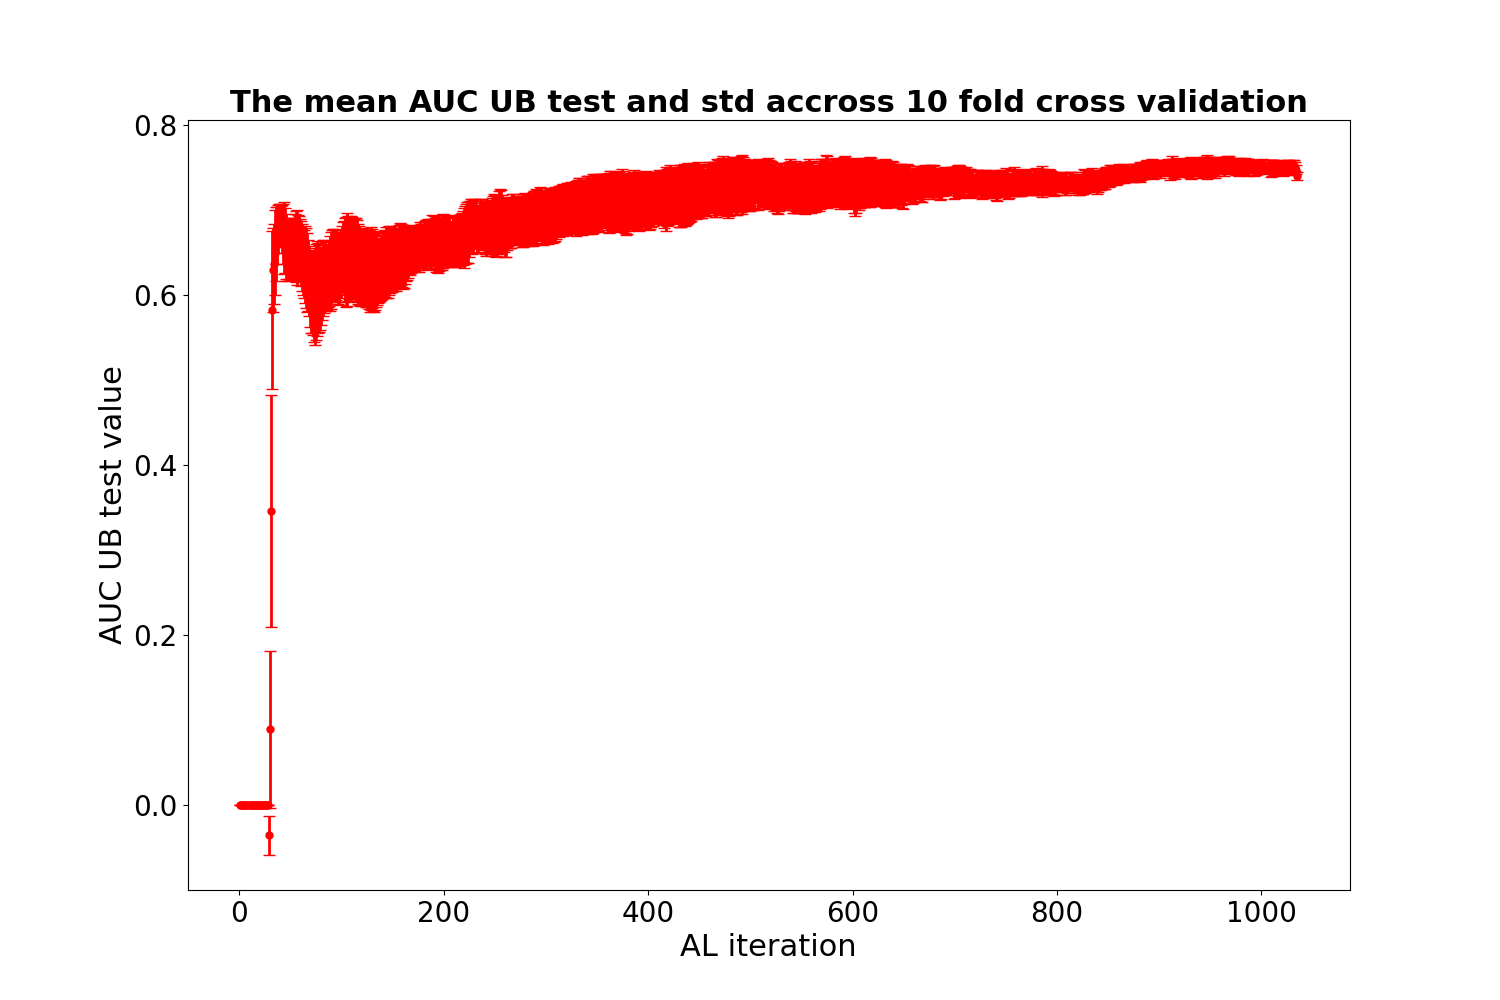 The mean AUC UB test and std accross 10 fold cross validation
0.8
0.6
0.4
0.2
0.0
AUC UB test value
0 200 400 600 800 1000
AL iteration